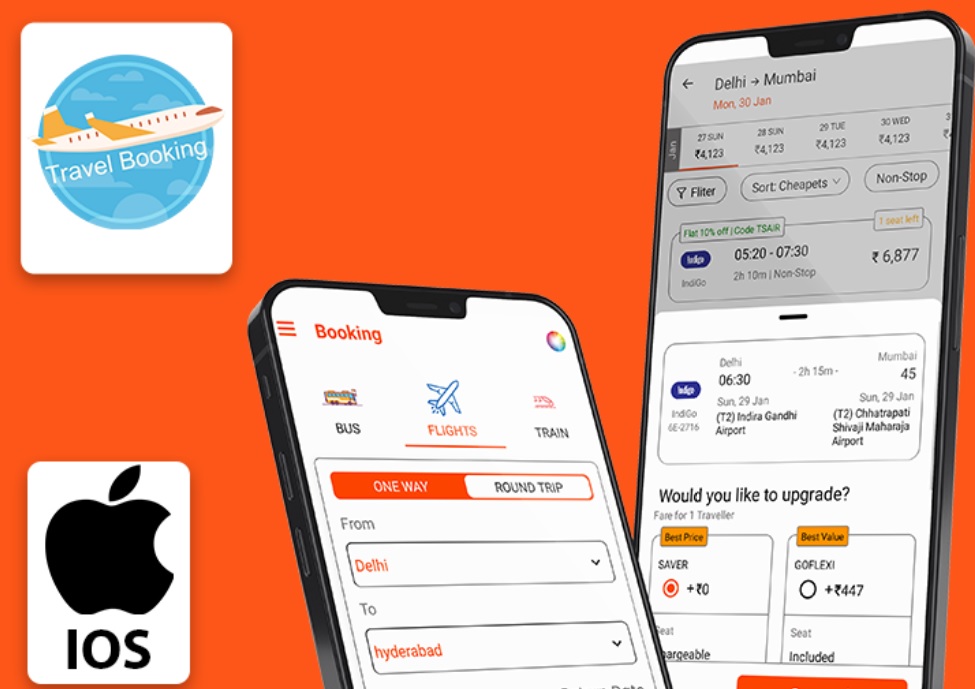 Travel Booking
IOS
Booking
BUS
FLIGHTS
TRAIN
ONE WAY
ROUND TRIP
From
Delhi
To
hyderabad
Delhi → Mumbai
Mon, 30 Jan
Jan
27 SUN
₹4,123
28 SUN
₹4,123
29 TUE
₹4,123
30 WED
₹4,123
Fliter
Sort: Cheapets
Non-Stop
Flat 10% off | Code TSAIR
1 seat left
IndiGo
IndiGo
05:20 - 07:30
₹ 6,877
2h 10m | Non-Stop
IndiGo
IndiGo
6E-2716
Delhi
06:30
Sun, 29 Jan
(T2) Indira Gandhi
Airport
- 2h 15m -
Mumbai
45
Sun, 29 Jan
(T2) Chhatrapati
Shivaji Maharaja
Airport
Would you like to upgrade?
Fare for 1 Traveller
Best Price
SAVER
+₹0
Best Value
GOFLEXI
+₹447
Seat
Included